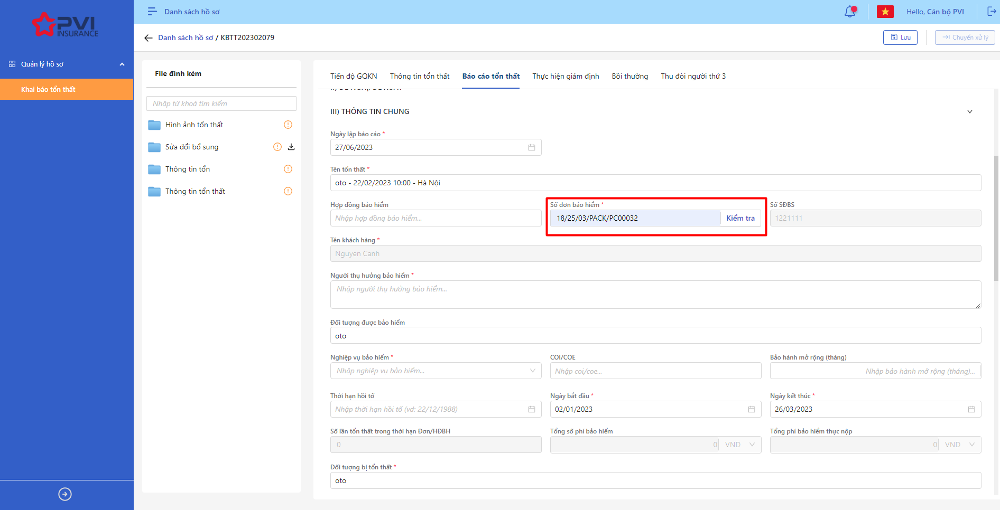 PVI
INSURANCE
Quản lý hồ sơ
Khai báo tổn thất
Danh sách hồ sơ
Hello, Cán bộ PVI
Danh sách hồ sơ / KBTT202302079
Lưu
Chuyển xử lý
File đính kèm
Nhập từ khoá tìm kiếm
Hình ảnh tổn thất
Sửa đổi bổ sung
Thông tin tổn
Thông tin tổn thất
Tiến độ GQKN
Thông tin tổn thất
Báo cáo tổn thất
Thực hiện giám định
Bồi thường
Thu đòi người thứ 3
III) THÔNG TIN CHUNG
Ngày lập báo cáo *
27/06/2023
Tên tổn thất *
oto - 22/02/2023 10:00 - Hà Nội
Hợp đồng bảo hiểm
Số đơn bảo hiểm *
Số SĐBS
Nhập hợp đồng bảo hiểm...
18/25/03/PACK/PC00032
Kiểm tra
1221111
Tên khách hàng *
Nguyen Canh
Người thụ hưởng bảo hiểm *
Nhập người thụ hưởng bảo hiểm...
Đối tượng được bảo hiểm
oto
Nghiệp vụ bảo hiểm *
COI/COE
Bảo hành mở rộng (tháng)
Nhập nghiệp vụ bảo hiểm...
Nhập coi/coe...
Nhập bảo hành mở rộng (tháng)...
Thời hạn hồi tố
Ngày bắt đầu *
Ngày kết thúc *
Nhập thời hạn hồi tố (vd: 22/12/1988)
02/01/2023
26/03/2023
Số lần tổn thất trong thời hạn Đơn/HĐBH
Tổng số phí bảo hiểm
Tổng phí bảo hiểm thực nộp
0
0 VND
0 VND
Đối tượng bị tổn thất *
oto